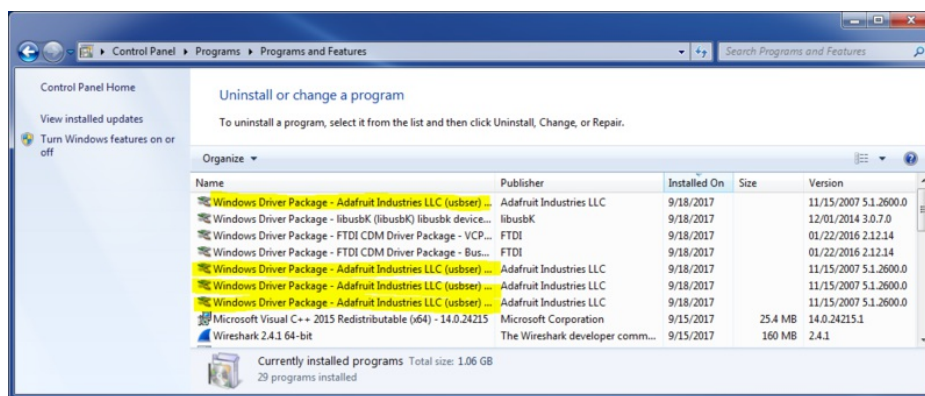 Control Panel ▸ Programs ▸ Programs and Features
Search Programs and Features
Control Panel Home
View installed updates
Turn Windows features on or
off
Uninstall or change a program
To uninstall a program, select it from the list and then click Uninstall, Change, or Repair.
Organize
Name Publisher Installed On Size Version
Windows Driver Package - Adafruit Industries LLC (usbser) ... Adafruit Industries LLC 9/18/2017 11/15/2007 5.1.2600.0
Windows Driver Package - libusbK (libusbK) libusbk device... libusbK 9/18/2017 12/01/2014 3.0.7.0
Windows Driver Package - FTDI CDM Driver Package - VCP... FTDI 9/18/2017 01/22/2016 2.12.14
Windows Driver Package - FTDI CDM Driver Package - Bus... FTDI 9/18/2017 01/22/2016 2.12.14
Windows Driver Package - Adafruit Industries LLC (usbser) ... Adafruit Industries LLC 9/18/2017 11/15/2007 5.1.2600.0
Windows Driver Package - Adafruit Industries LLC (usbser) ... Adafruit Industries LLC 9/18/2017 11/15/2007 5.1.2600.0
Windows Driver Package - Adafruit Industries LLC (usbser) ... Adafruit Industries LLC 9/18/2017 11/15/2007 5.1.2600.0
Microsoft Visual C++ 2015 Redistributable (x64) - 14.0.24215 Microsoft Corporation 9/15/2017 25.4 MB 14.0.24215.1
Wireshark 2.4.1 64-bit The Wireshark developer comm... 9/15/2017 160 MB 2.4.1
Currently installed programs Total size: 1.06 GB
29 programs installed